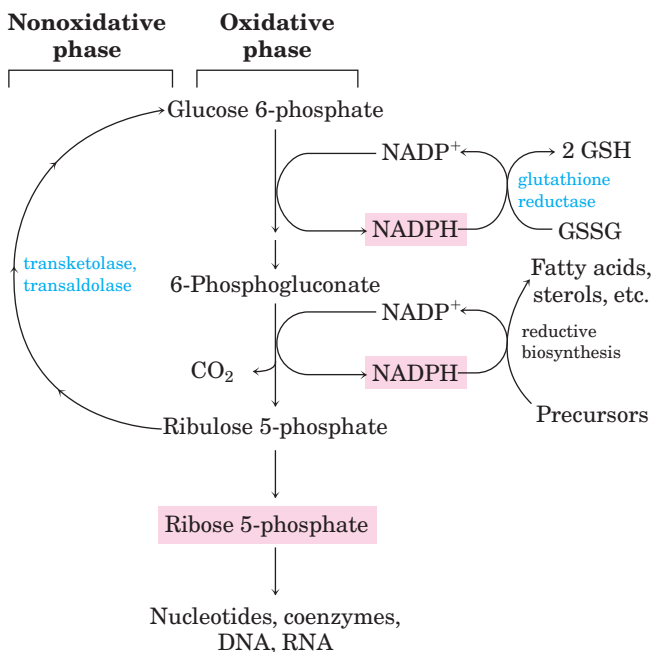 Nonoxidative
phase
Oxidative
phase
Glucose 6-phosphate
NADP+
2 GSH
glutathione
reductase
NADPH
GSSG
transketolase,
transaldolase
6-Phosphogluconate
Fatty acids,
sterols, etc.
NADP+
reductive
biosynthesis
CO2
NADPH
Precursors
Ribulose 5-phosphate
Ribose 5-phosphate
Nucleotides, coenzymes,
DNA, RNA